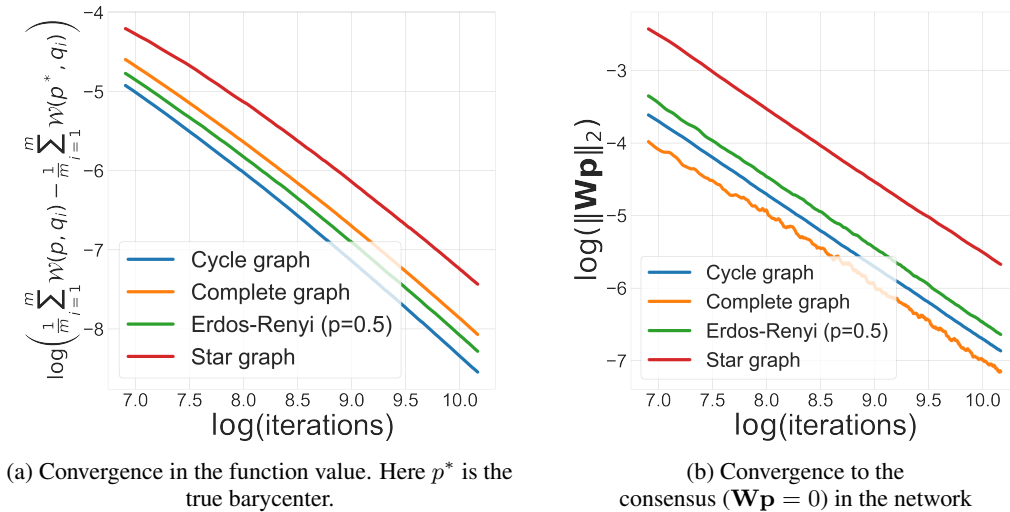 −4
−5
−6
−7
−8
log(1/m ∑_{i=1}^{m} 𝒲(p, q_i) − 1/m ∑_{i=1}^{m} 𝒲(p*, q_i))
Cycle graph
Complete graph
Erdos-Renyi (p=0.5)
Star graph
7.0 7.5 8.0 8.5 9.0 9.5 10.0
log(iterations)
(a) Convergence in the function value. Here p* is the
true barycenter.
−3
−4
−5
−6
−7
log(‖Wp‖₂)
Cycle graph
Complete graph
Erdos-Renyi (p=0.5)
Star graph
7.0 7.5 8.0 8.5 9.0 9.5 10.0
log(iterations)
(b) Convergence to the
consensus (Wp = 0) in the network